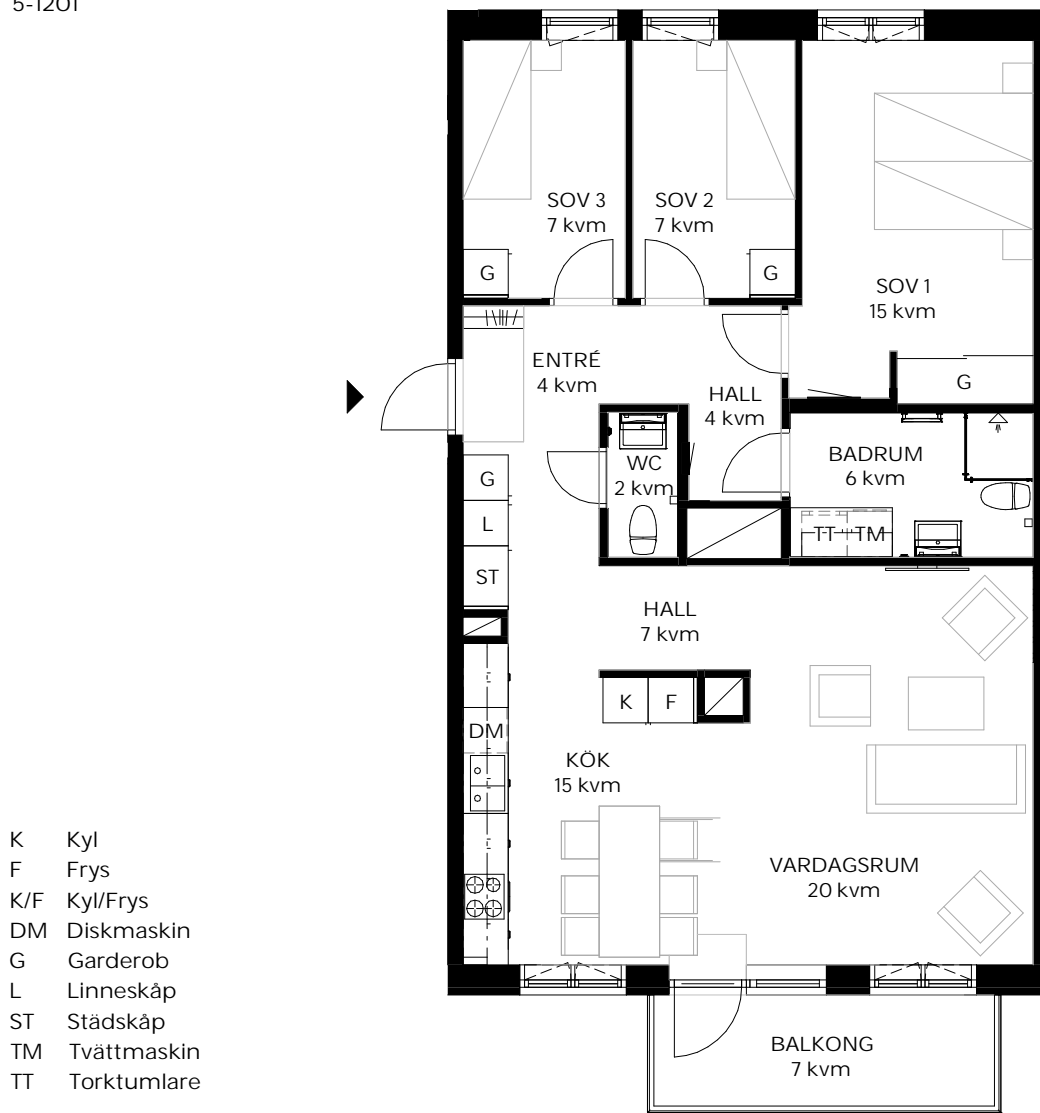 5-1201
SOV 3
7 kvm
SOV 2
7 kvm
G
G
SOV 1
15 kvm
G
ENTRÉ
4 kvm
HALL
4 kvm
WC
2 kvm
BADRUM
6 kvm
TT TM
G
L
ST
HALL
7 kvm
K
F
DM
KÖK
15 kvm
VARDAGSRUM
20 kvm
BALKONG
7 kvm
K Kyl
F Frys
K/F Kyl/Frys
DM Diskmaskin
G Garderob
L Linneskåp
ST Städskåp
TM Tvättmaskin
TT Torktumlare